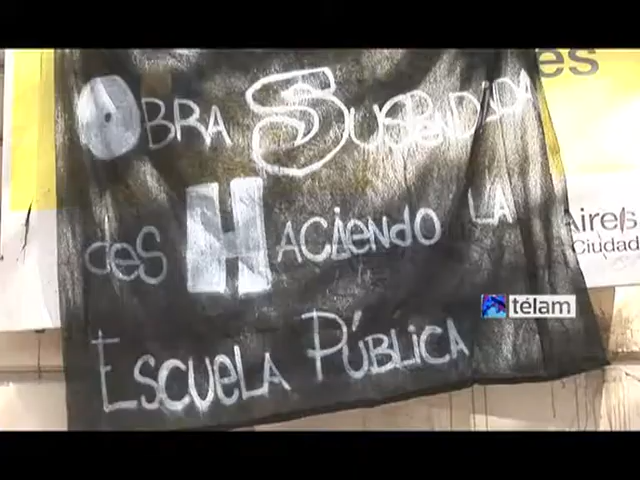 es
OBRA SUSPENDIDA
desHACiendo LA
Aires
Ciudad
télam
ESCUELA PÚBLICA